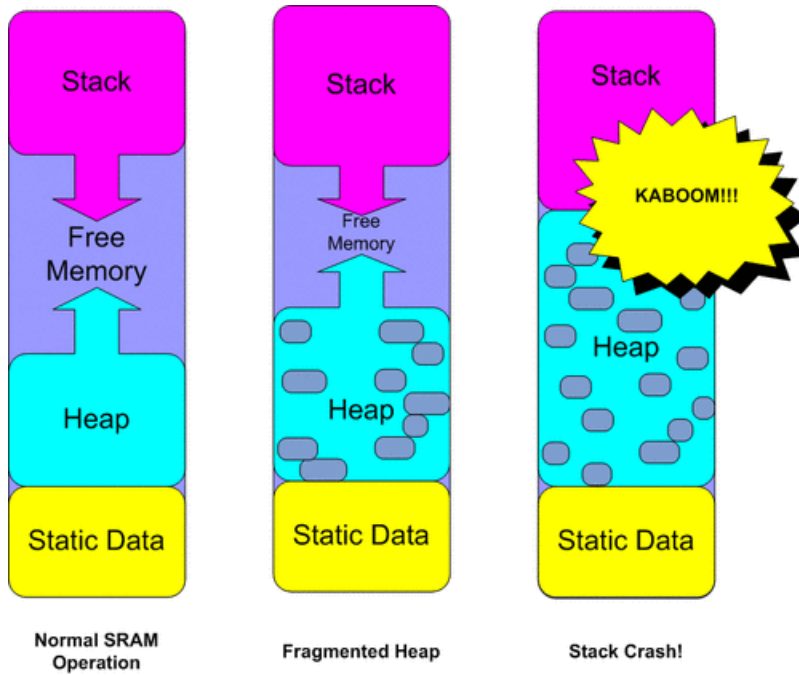 Stack
Free
Memory
Heap
Static Data
Normal SRAM
Operation
Stack
Free
Memory
Heap
Static Data
Fragmented Heap
Stack
KABOOM!!!
Heap
Static Data
Stack Crash!